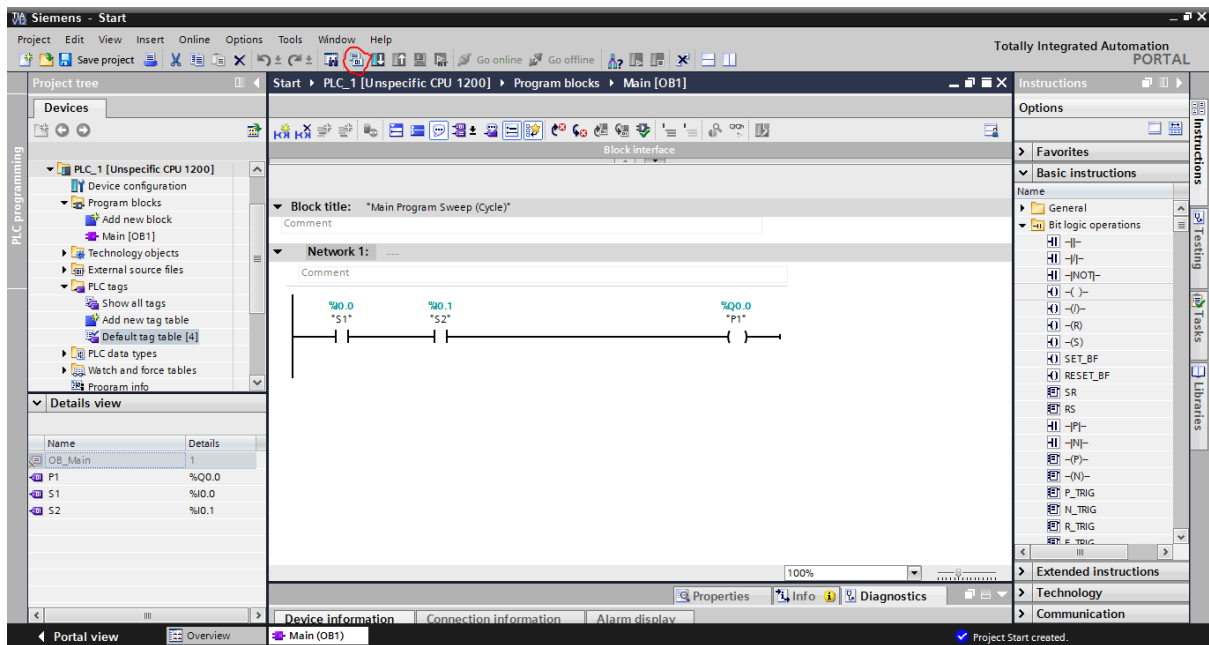 Siemens - Start
Project Edit View Insert Online Options Tools Window Help
Totally Integrated Automation
PORTAL
Save project Go online Go offline
Project tree
Start PLC_1 [Unspecific CPU 1200] Program blocks Main [OB1]
Instructions
Devices
Options
Block interface
Favorites
Basic instructions
Name
PLC_1 [Unspecific CPU 1200]
Device configuration
Program blocks
Add new block
Main [OB1]
Technology objects
External source files
PLC tags
Show all tags
Add new tag table
Default tag table [4]
PLC data types
Watch and force tables
Program info
Block title: "Main Program Sweep (Cycle)"
Comment
Network 1: .....
Comment
%I0.0 %I0.1 %Q0.0
"S1" "S2" "P1"
General
Bit logic operations
-||-
-|/|-
-|NOT|-
-( )-
-(/)-
-(R)
-(S)
SET_BF
RESET_BF
SR
RS
-|P|-
-|N|-
-(P)-
-(N)-
P_TRIG
N_TRIG
R_TRIG
F_TRIG
Extended instructions
Technology
Communication
Details view
Name Details
OB_Main 1
P1 %Q0.0
S1 %I0.0
S2 %I0.1
100%
Properties Info Diagnostics
Device information Connection information Alarm display
Portal view Overview Main (OB1) Project Start created.
PLC programming
Instructions
Testing
Tasks
Libraries